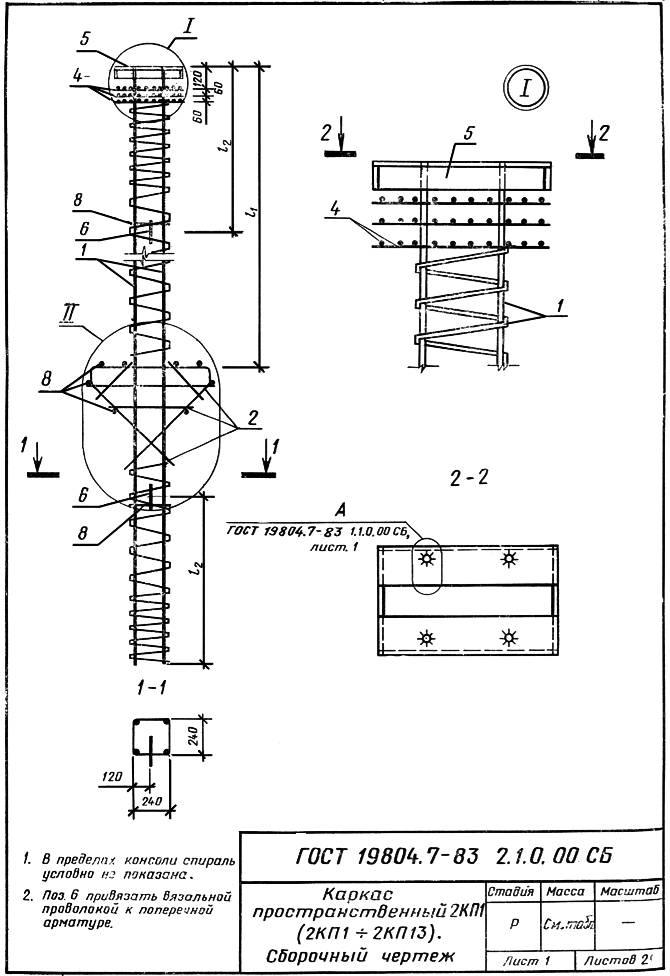 I
5
4
120
60
60
l2
l1
8
6
1
II
8
2
1
1
6
8
l2
1-1
240
120
240
I
2
2
5
4
1
2-2
А
ГОСТ 19804.7-83 1.1.0.00 СБ,
лист. 1
1. В пределах консоли спираль
условно не показана.
2. Поз. 6 привязать вязальной
проволокой к поперечной
арматуре.
ГОСТ 19804.7-83 2.1.0.00 СБ
Каркас
пространственный 2КП1
(2КП1 ÷ 2КП13).
Сборочный чертеж
Стадия Масса Масштаб
Р См. табл. —
Лист 1 Листов 2